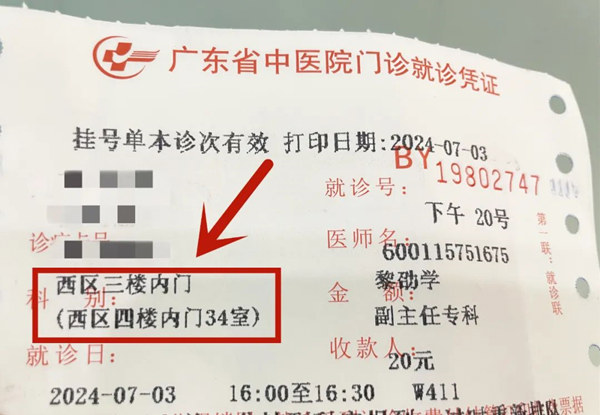 广东省中医院门诊就诊凭证
挂号单本诊次有效 打印日期:2024-07-03
BY 19802747
就诊号:
下午 20号
医师名:
600115751675
西区三楼内门
科 别:
黎劭学
(西区四楼内门34室)
金 额:
副主任专科
就诊日:
收款人:
20元
2024-07-03 16:00至16:30 W411
第一联:就诊联